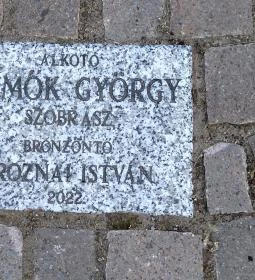 ALKOTÓ
MÓK GYÖRGY
SZOBRÁSZ
BRONZÖNTŐ
ROZNAI ISTVÁN
2022.